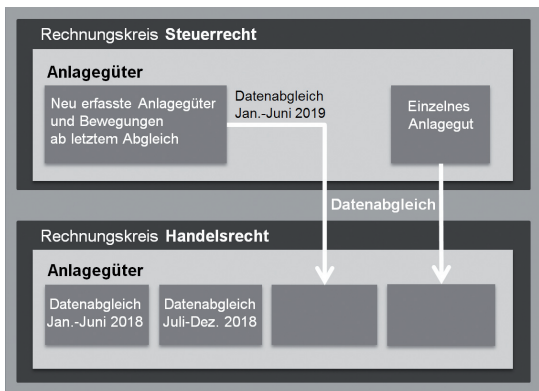 Rechnungskreis Steuerrecht
Anlagegüter
Neu erfasste Anlagegüter
und Bewegungen
ab letztem Abgleich
Datenabgleich
Jan.-Juni 2019
Einzelnes
Anlagegut
Datenabgleich
Rechnungskreis Handelsrecht
Anlagegüter
Datenabgleich
Jan.-Juni 2018
Datenabgleich
Juli-Dez. 2018